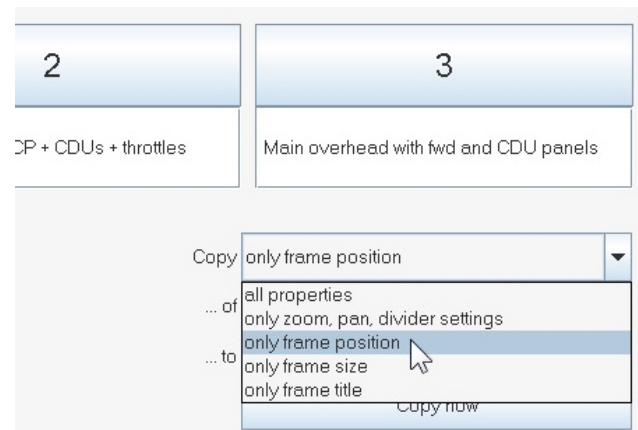 2
3
CP + CDUs + throttles
Main overhead with fwd and CDU panels
Copy only frame position
... of
all properties
only zoom, pan, divider settings
only frame position
... to
only frame size
only frame title
Copy now